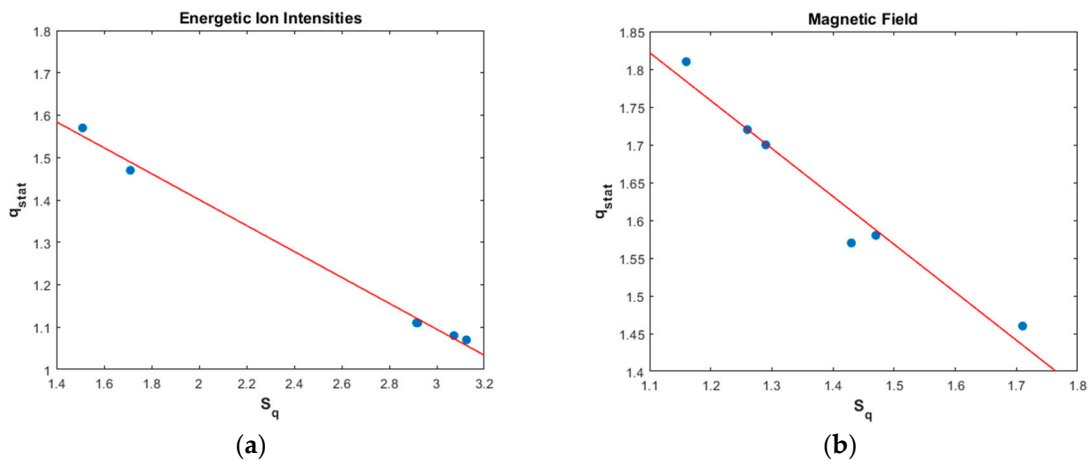 Energetic Ion Intensities
1.8
1.7
1.6
1.5
1.4
1.3
1.2
1.1
1
q_stat
1.4 1.6 1.8 2 2.2 2.4 2.6 2.8 3 3.2
S_q
(a)
Magnetic Field
1.85
1.8
1.75
1.7
1.65
1.6
1.55
1.5
1.45
1.4
q_stat
1.1 1.2 1.3 1.4 1.5 1.6 1.7 1.8
S_q
(b)